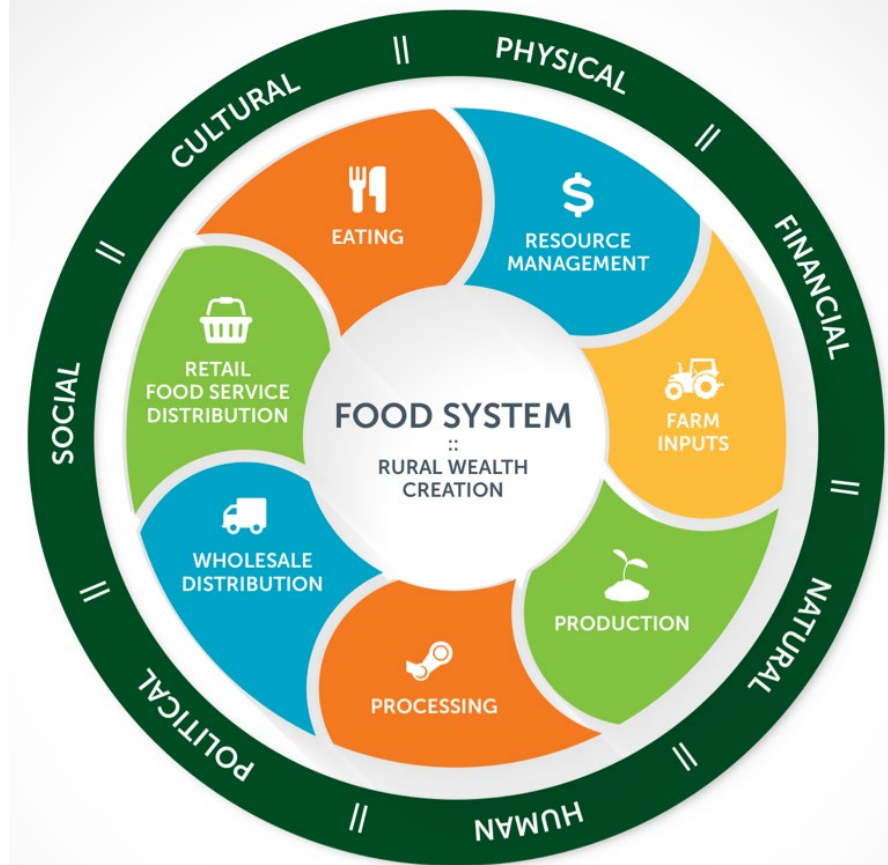 PHYSICAL
FINANCIAL
NATURAL
HUMAN
POLITICAL
SOCIAL
CULTURAL
EATING
$
RESOURCE
MANAGEMENT
FARM
INPUTS
PRODUCTION
PROCESSING
WHOLESALE
DISTRIBUTION
RETAIL
FOOD SERVICE
DISTRIBUTION
FOOD SYSTEM
::
RURAL WEALTH
CREATION